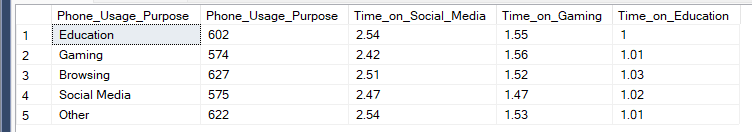 Phone_Usage_Purpose Phone_Usage_Purpose Time_on_Social_Media Time_on_Gaming Time_on_Education
1 Education 602 2.54 1.55 1
2 Gaming 574 2.42 1.56 1.01
3 Browsing 627 2.51 1.52 1.03
4 Social Media 575 2.47 1.47 1.02
5 Other 622 2.54 1.53 1.01